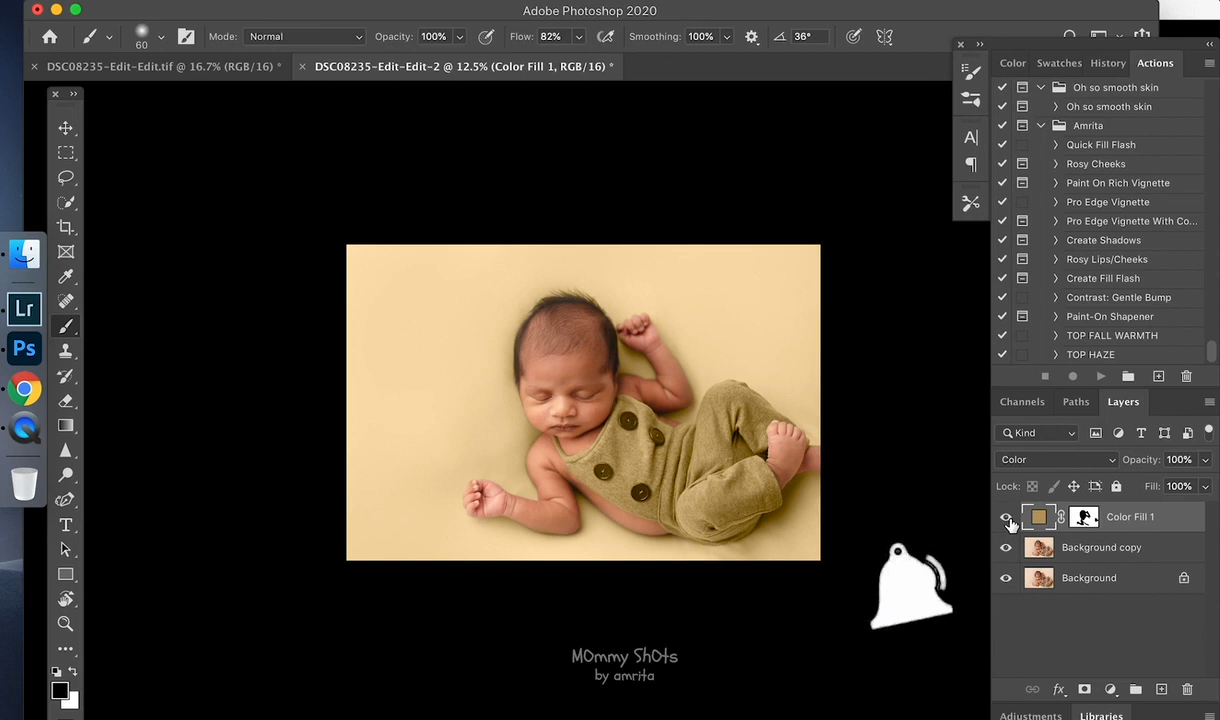 Adobe Photoshop 2020
60 Mode: Normal Opacity: 100% Flow: 82% Smoothing: 100% 36°
DSC08235-Edit-Edit.tif @ 16.7% (RGB/16) *
DSC08235-Edit-Edit-2 @ 12.5% (Color Fill 1, RGB/16) *
Color Swatches History Actions
Oh so smooth skin
Oh so smooth skin
Amrita
Quick Fill Flash
Rosy Cheeks
Paint On Rich Vignette
Pro Edge Vignette
Pro Edge Vignette With Co...
Create Shadows
Rosy Lips/Cheeks
Create Fill Flash
Contrast: Gentle Bump
Paint-On Shapener
TOP FALL WARMTH
TOP HAZE
Channels Paths Layers
Kind
Color Opacity: 100%
Lock: Fill: 100%
Color Fill 1
Background copy
Background
fx
Adjustments Libraries
Lr
Ps
MOmmy ShOts
by amrita